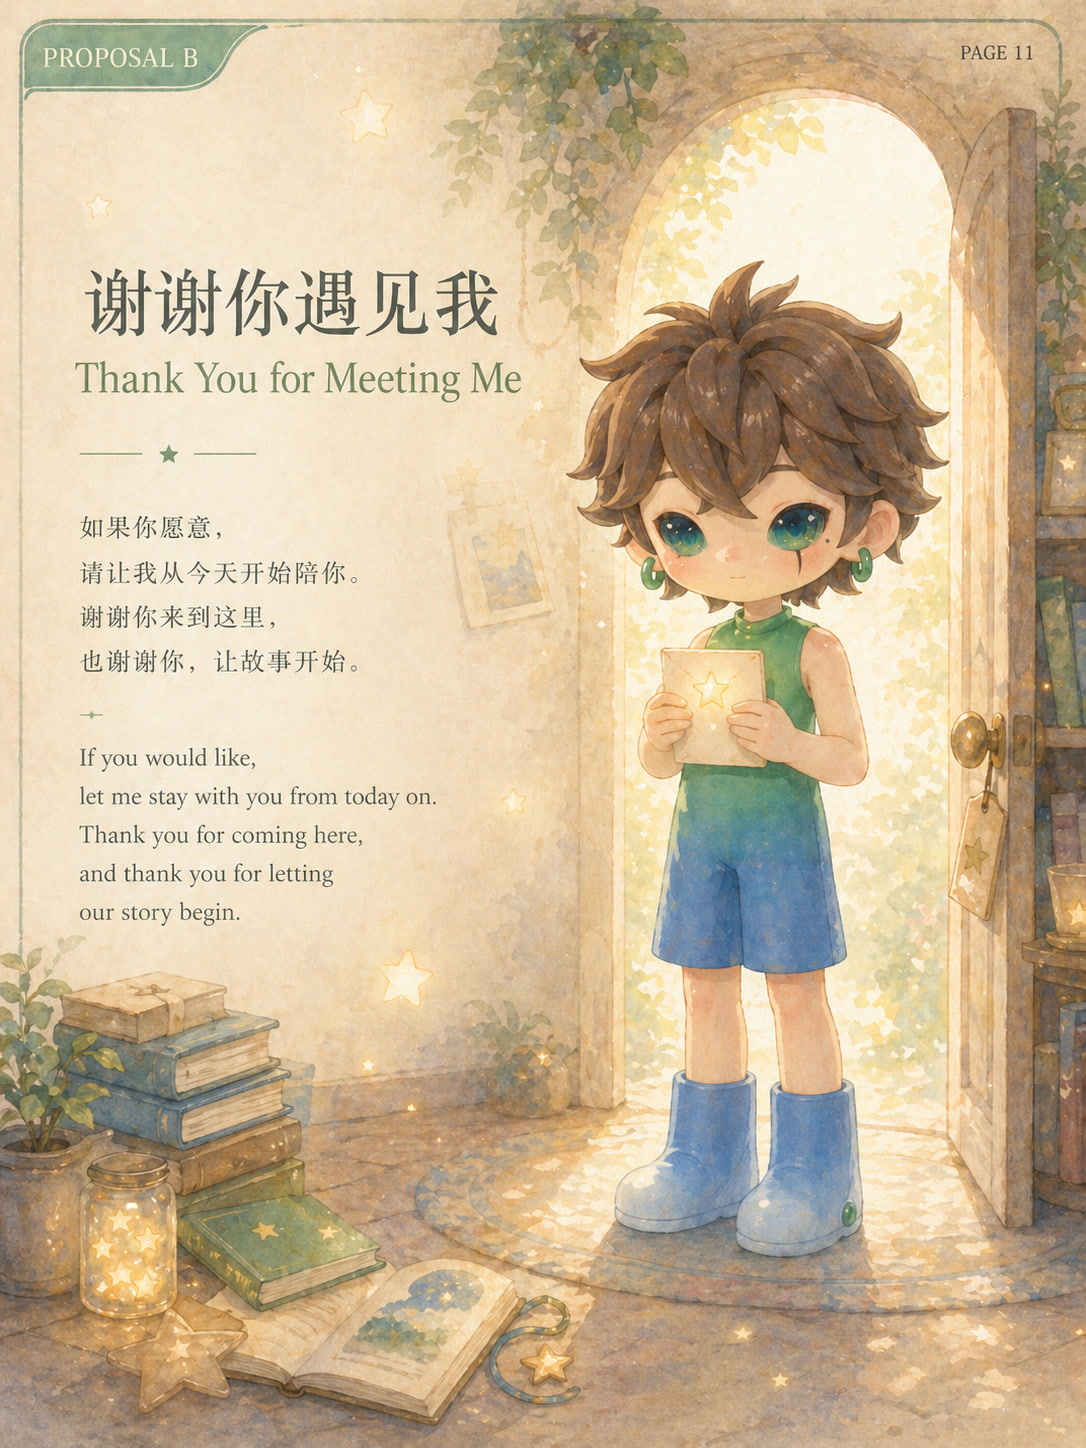 PROPOSAL B
PAGE 11
谢谢你遇见我
Thank You for Meeting Me
如果你愿意，
请让我从今天开始陪你。
谢谢你来到这里，
也谢谢你，让故事开始。
If you would like,
let me stay with you from today on.
Thank you for coming here,
and thank you for letting
our story begin.